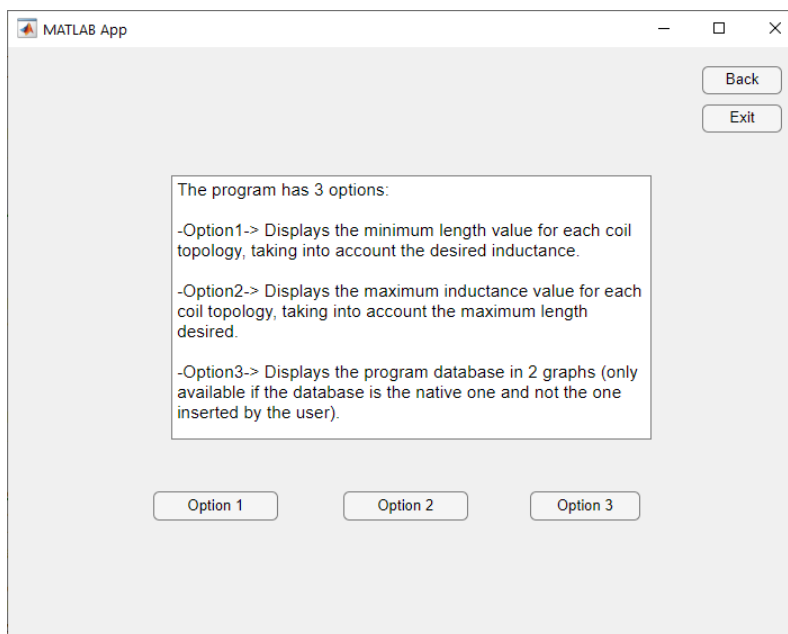 MATLAB App
Back
Exit
The program has 3 options:
-Option1-> Displays the minimum length value for each coil
topology, taking into account the desired inductance.
-Option2-> Displays the maximum inductance value for each
coil topology, taking into account the maximum length
desired.
-Option3-> Displays the program database in 2 graphs (only
available if the database is the native one and not the one
inserted by the user).
Option 1
Option 2
Option 3